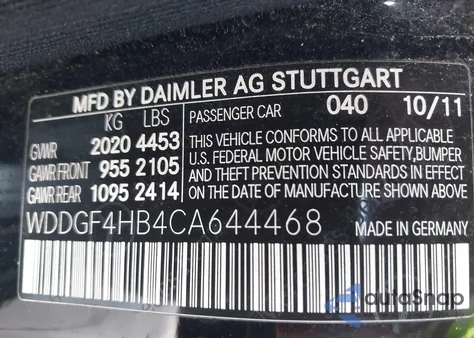 MFD BY DAIMLER AG STUTTGART
KG LBS
GVWR 2020 4453
GAWR FRONT 955 2105
GAWR REAR 1095 2414
PASSENGER CAR 040 10/11
THIS VEHICLE CONFORMS TO ALL APPLICABLE
U.S. FEDERAL MOTOR VEHICLE SAFETY,BUMPER
AND THEFT PREVENTION STANDARDS IN EFFECT
ON THE DATE OF MANUFACTURE SHOWN ABOVE
WDDGF4HB4CA644468
MADE IN GERMANY
autoSnap